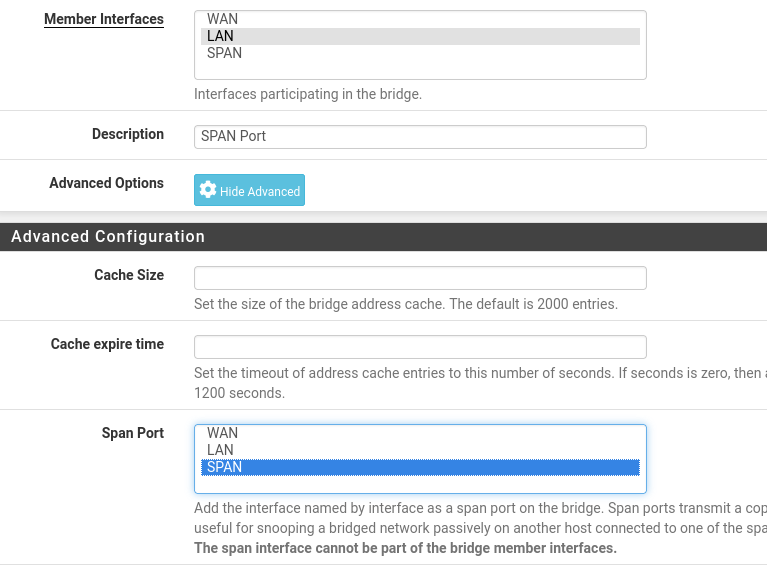 Member Interfaces
WAN
LAN
SPAN
Interfaces participating in the bridge.
Description
SPAN Port
Advanced Options
Hide Advanced
Advanced Configuration
Cache Size
Set the size of the bridge address cache. The default is 2000 entries.
Cache expire time
Set the timeout of address cache entries to this number of seconds. If seconds is zero, then
1200 seconds.
Span Port
WAN
LAN
SPAN
Add the interface named by interface as a span port on the bridge. Span ports transmit a cop
useful for snooping a bridged network passively on another host connected to one of the spa
The span interface cannot be part of the bridge member interfaces.